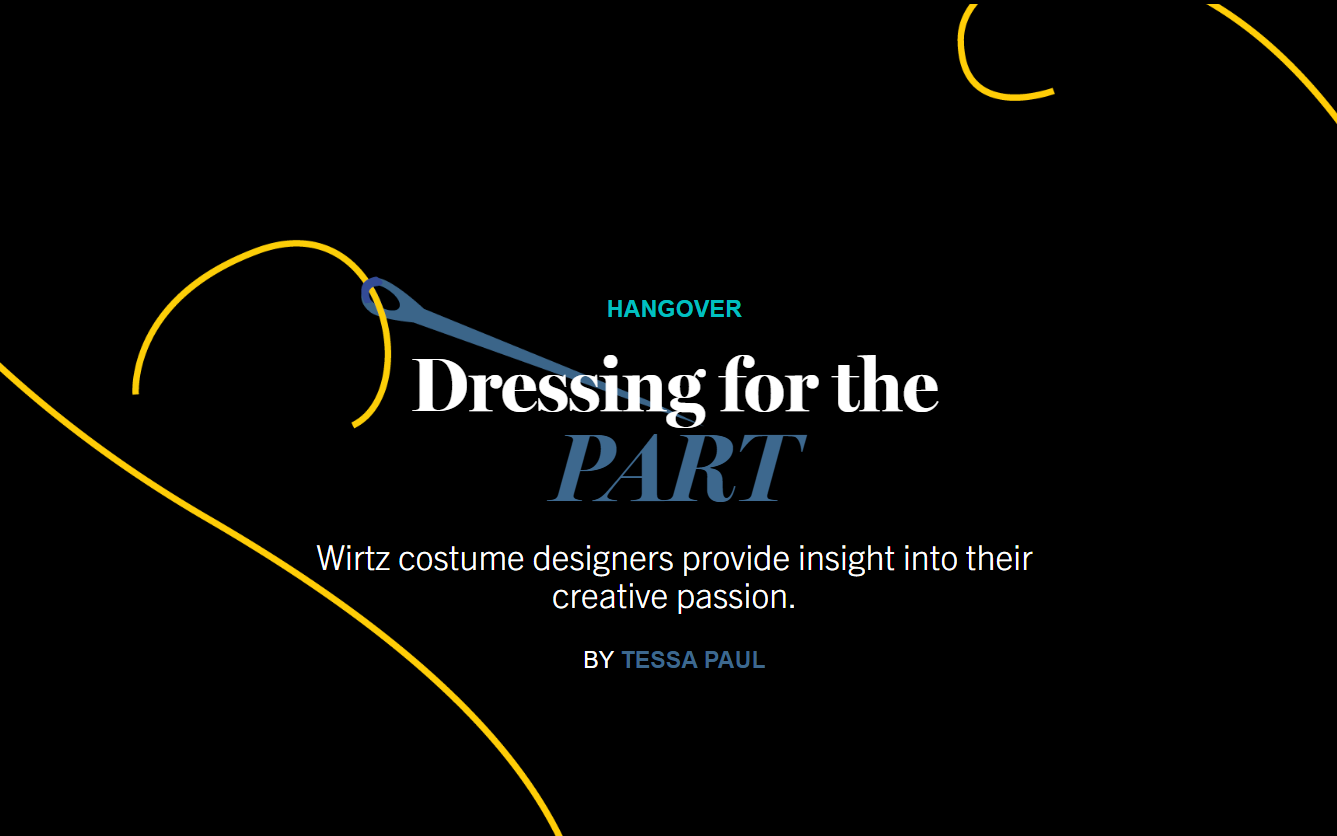 HANGOVER
Dressing for the
PART
Wirtz costume designers provide insight into their
creative passion.
BY TESSA PAUL